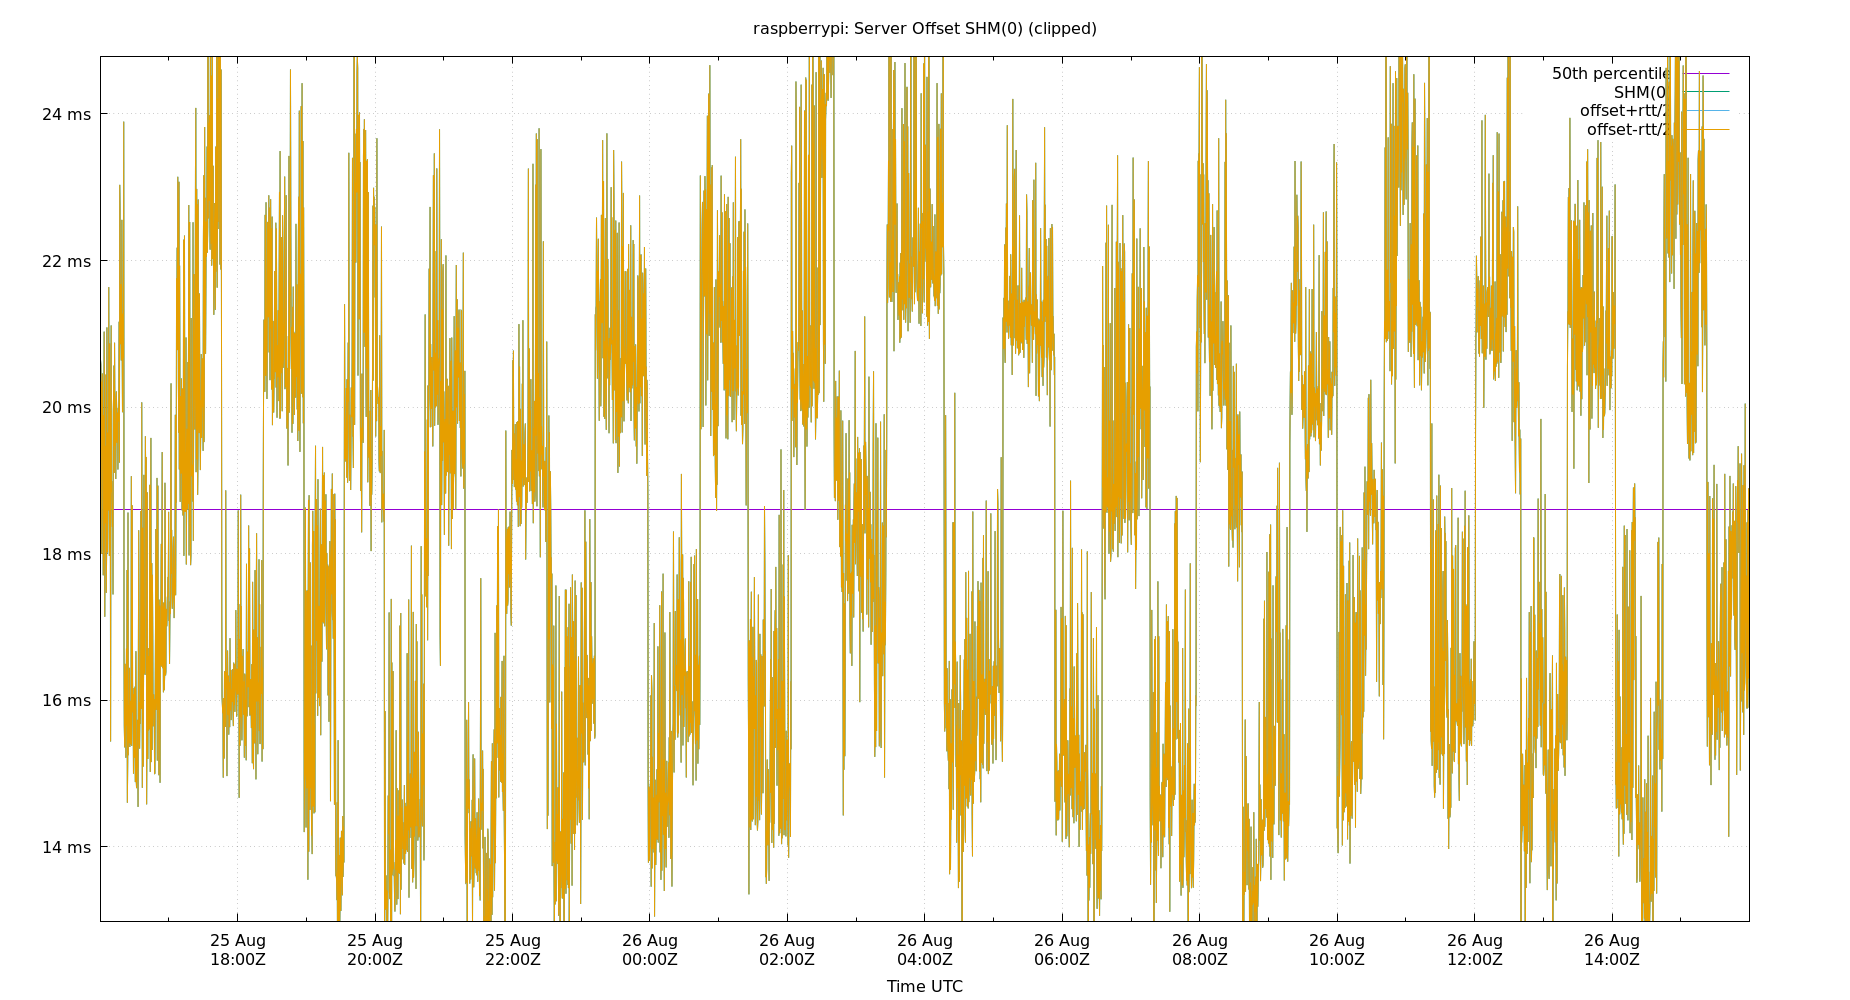 raspberrypi: Server Offset SHM(0) (clipped)
50th percentile
SHM(0
offset+rtt/2
offset-rtt/2
24 ms
22 ms
20 ms
18 ms
16 ms
14 ms
25 Aug 25 Aug 25 Aug 26 Aug 26 Aug 26 Aug 26 Aug 26 Aug 26 Aug 26 Aug 26 Aug
18:00Z 20:00Z 22:00Z 00:00Z 02:00Z 04:00Z 06:00Z 08:00Z 10:00Z 12:00Z 14:00Z
Time UTC